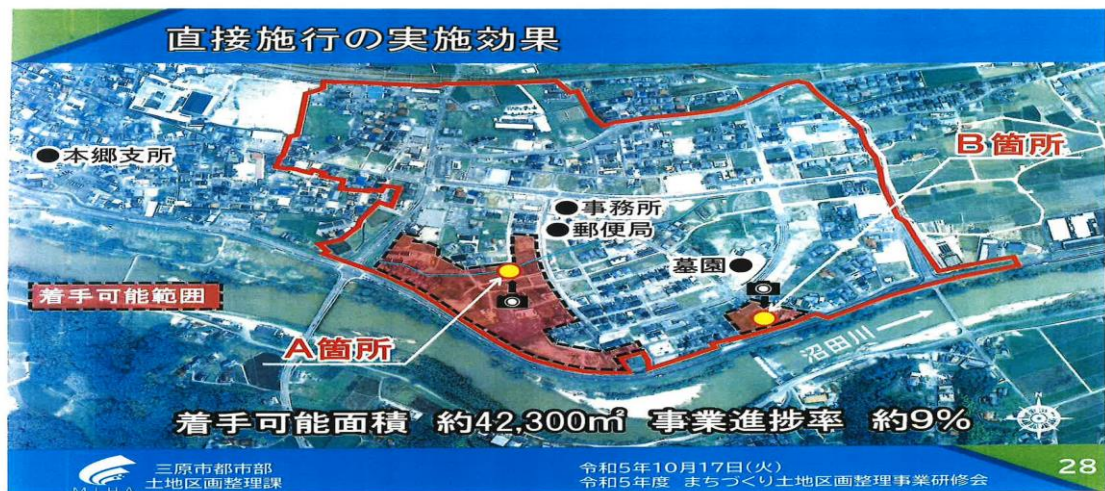 直接施行の実施効果
本郷支所
B箇所
事務所
郵便局
墓園
着手可能範囲
A箇所
沼田川
着手可能面積 約42,300㎡ 事業進捗率 約9%
三原市都市部
土地区画整理課
令和5年10月17日(火)
令和5年度 まちづくり土地区画整理事業研修会
28